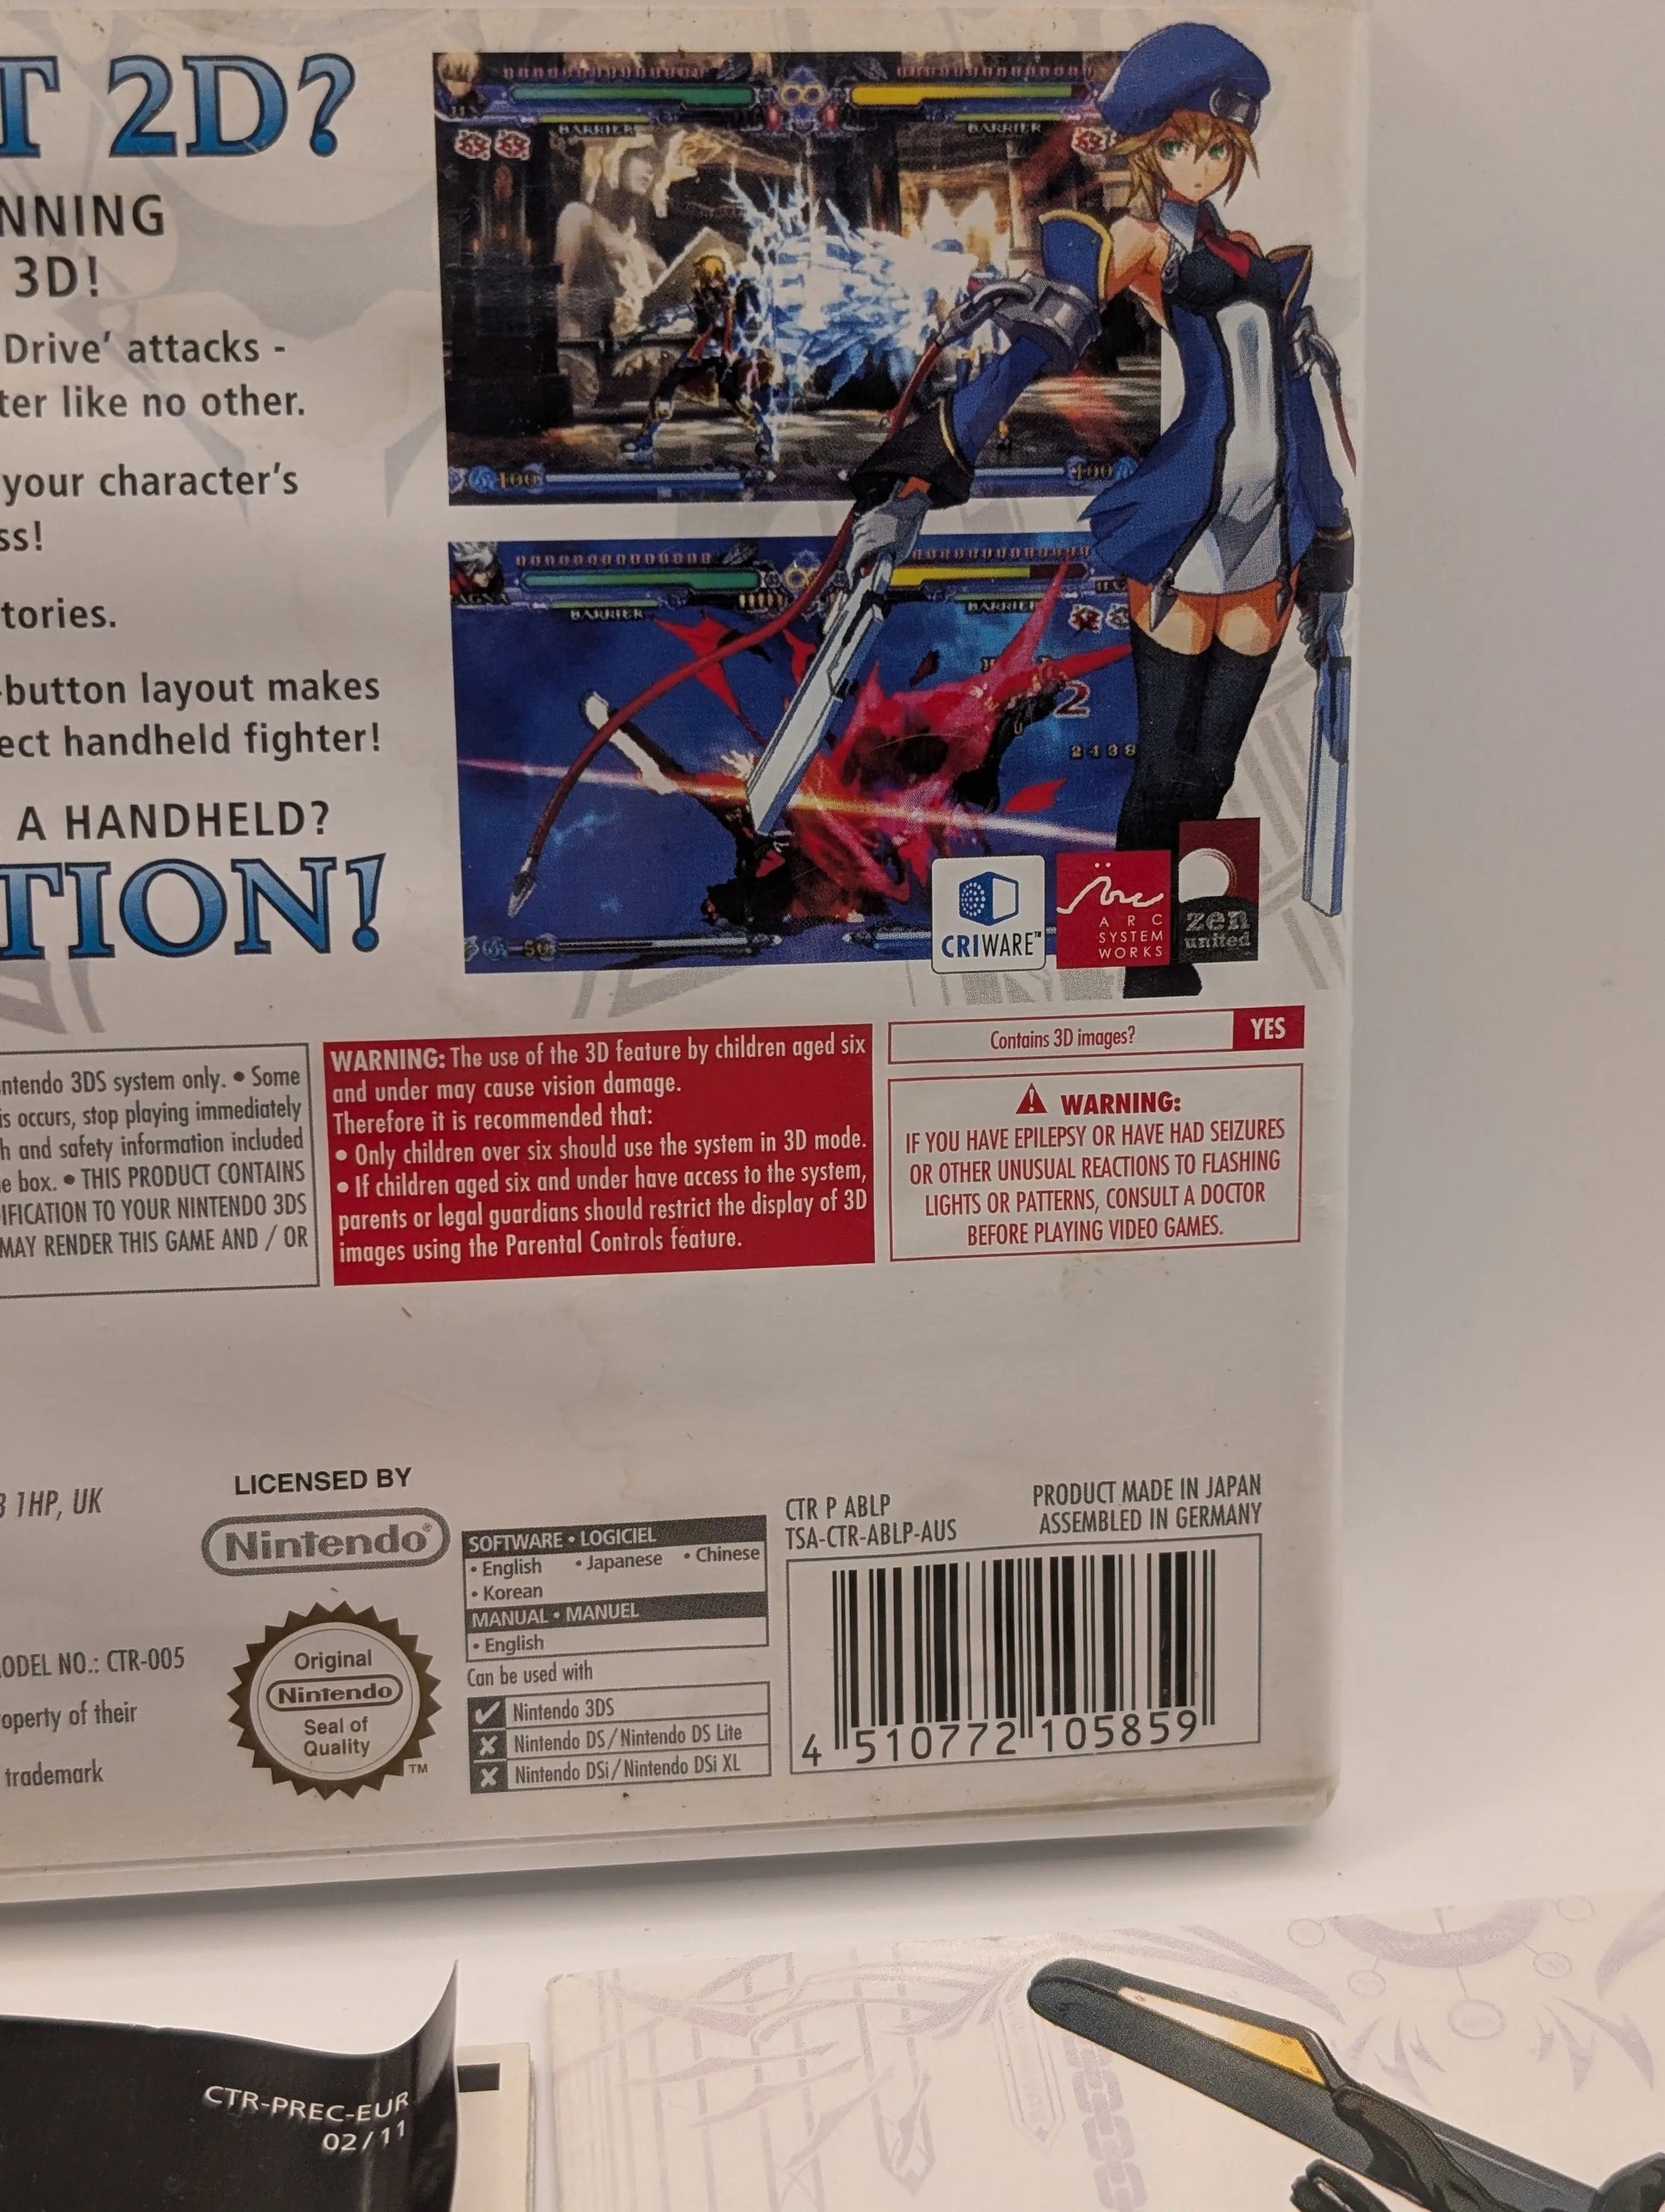 T 2D?
NNING
3D!
Drive’ attacks -
ter like no other.
your character’s
ss!
tories.
-button layout makes
ect handheld fighter!
A HANDHELD?
TION!
BARRIER
BARRIER
100
100
BARRIER
BARRIER
2
2438
50
CRIWARE™
ARC
SYSTEM
WORKS
zen
united
ntendo 3DS system only. • Some
is occurs, stop playing immediately
h and safety information included
e box. • THIS PRODUCT CONTAINS
IFICATION TO YOUR NINTENDO 3DS
MAY RENDER THIS GAME AND / OR
WARNING: The use of the 3D feature by children aged six
and under may cause vision damage.
Therefore it is recommended that:
• Only children over six should use the system in 3D mode.
• If children aged six and under have access to the system,
parents or legal guardians should restrict the display of 3D
images using the Parental Controls feature.
Contains 3D images? YES
WARNING:
IF YOU HAVE EPILEPSY OR HAVE HAD SEIZURES
OR OTHER UNUSUAL REACTIONS TO FLASHING
LIGHTS OR PATTERNS, CONSULT A DOCTOR
BEFORE PLAYING VIDEO GAMES.
1HP, UK
ODEL NO.: CTR-005
operty of their
trademark
LICENSED BY
Nintendo®
Original
Nintendo
Seal of
Quality
™
SOFTWARE • LOGICIEL
• English • Japanese • Chinese
• Korean
MANUAL • MANUEL
• English
Can be used with
Nintendo 3DS
Nintendo DS/Nintendo DS Lite
Nintendo DSi/Nintendo DSi XL
CTR P ABLP
TSA-CTR-ABLP-AUS
PRODUCT MADE IN JAPAN
ASSEMBLED IN GERMANY
4 510772 105859
CTR-PREC-EUR
02/11